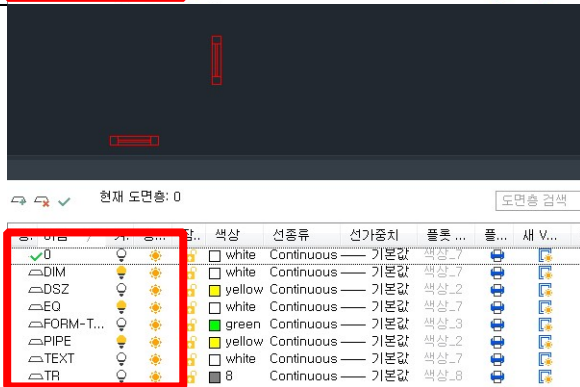 현재 도면층: 0
도면층 검색
이름 색상 선종류 선가중치 플롯 ... 플... 새 V...
0 white Continuous 기본값 색상_7
DIM white Continuous 기본값 색상_7
DSZ yellow Continuous 기본값 색상_2
EQ white Continuous 기본값 색상_7
FORM-T... green Continuous 기본값 색상_3
PIPE yellow Continuous 기본값 색상_2
TEXT white Continuous 기본값 색상_7
TR 8 Continuous 기본값 색상_8